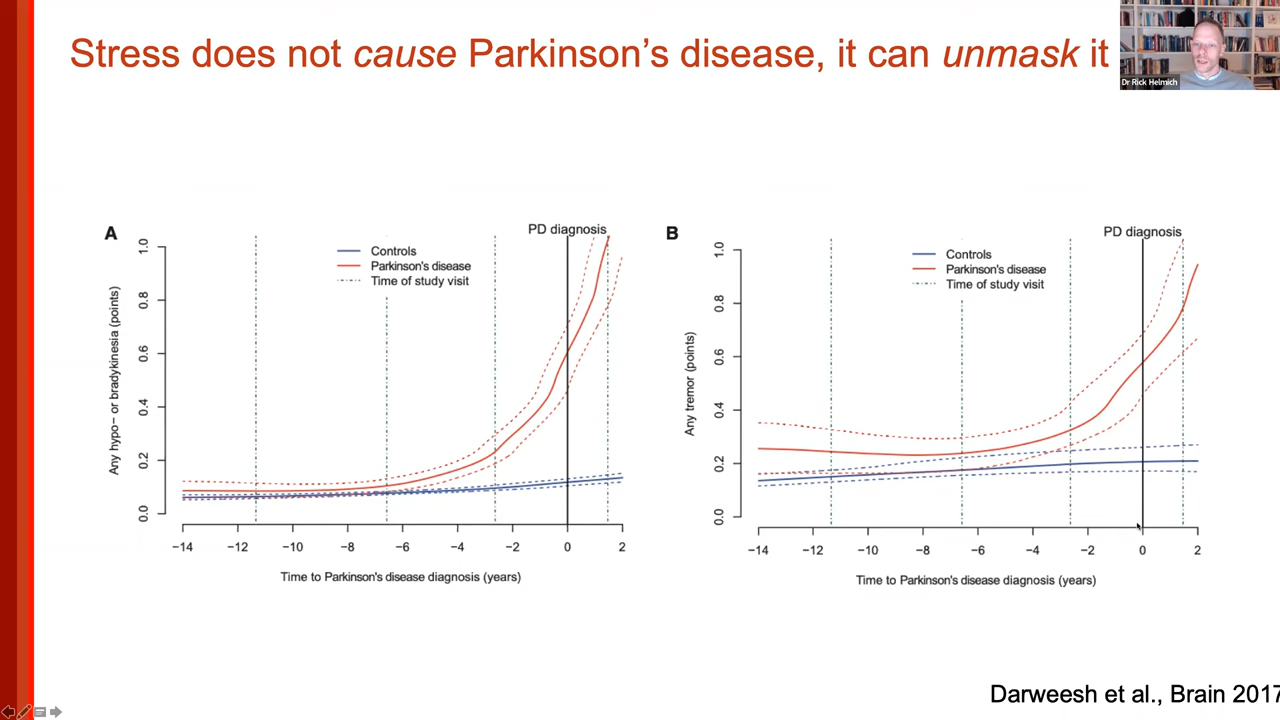 Stress does not cause Parkinson's disease, it can unmask it
Dr Rick Helmich
A
PD diagnosis
Controls
Parkinson's disease
Time of study visit
Any hypo− or bradykinesia (points)
1.0
0.8
0.6
0.4
0.2
0.0
−14 −12 −10 −8 −6 −4 −2 0 2
Time to Parkinson's disease diagnosis (years)
B
PD diagnosis
Controls
Parkinson's disease
Time of study visit
Any tremor (points)
1.0
0.8
0.6
0.4
0.2
0.0
−14 −12 −10 −8 −6 −4 −2 0 2
Time to Parkinson's disease diagnosis (years)
Darweesh et al., Brain 2017